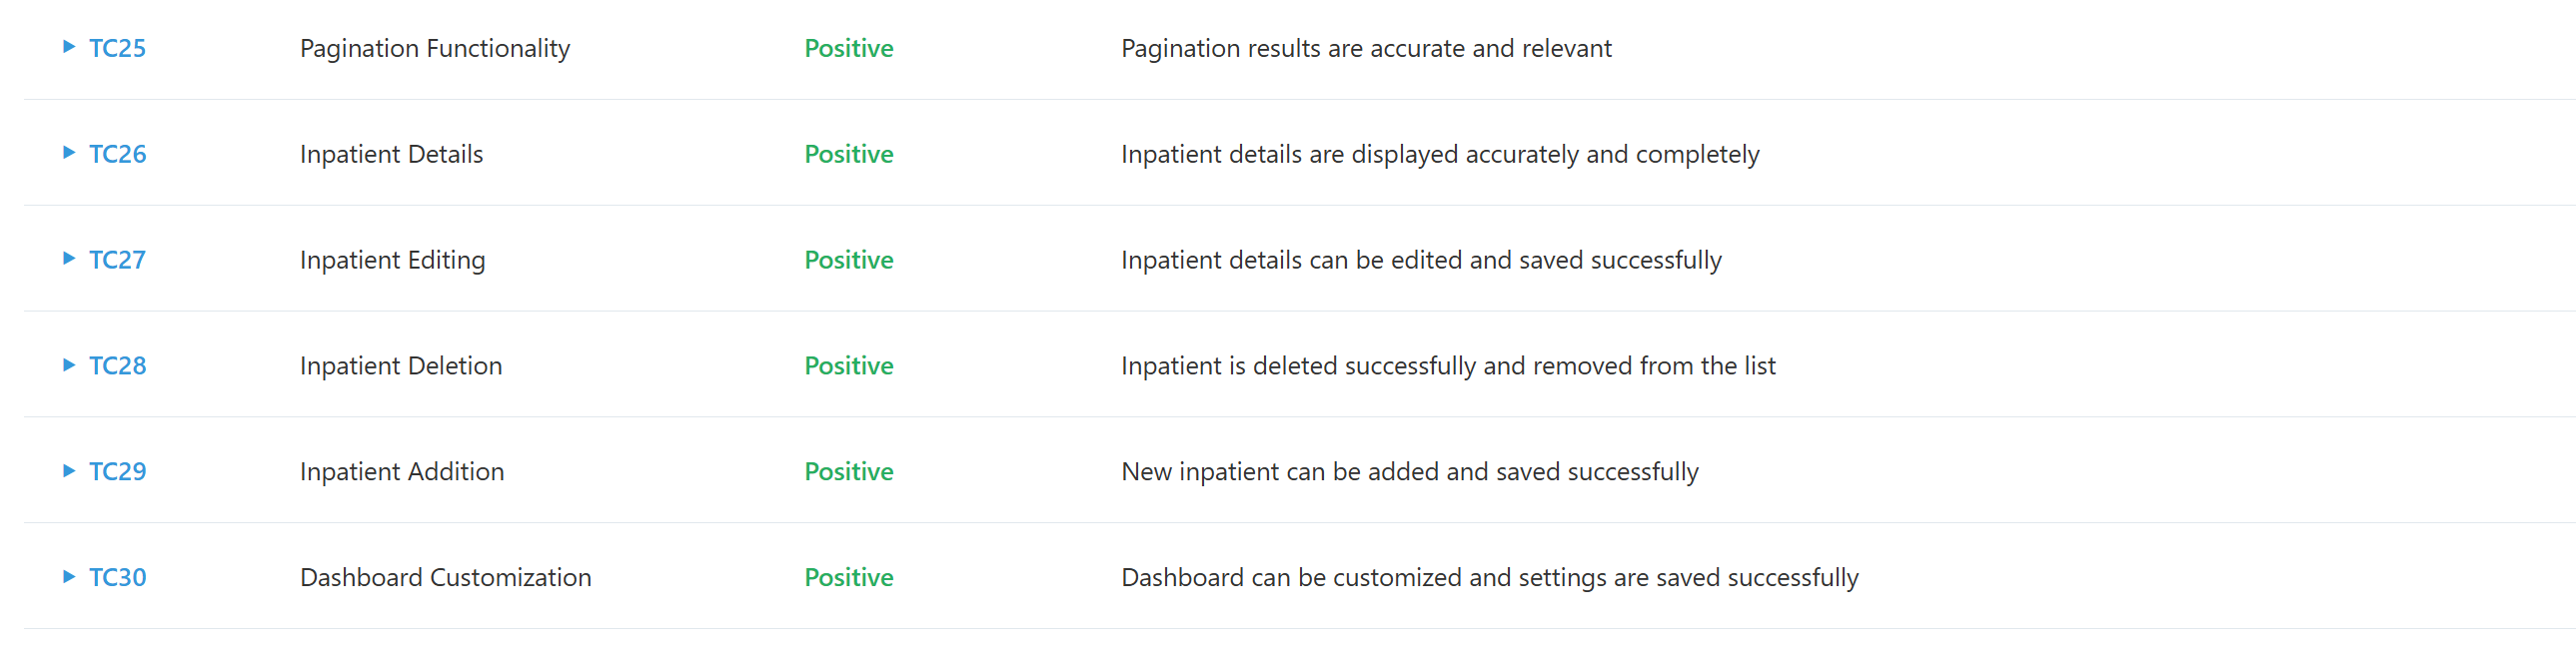 TC25 Pagination Functionality Positive Pagination results are accurate and relevant
TC26 Inpatient Details Positive Inpatient details are displayed accurately and completely
TC27 Inpatient Editing Positive Inpatient details can be edited and saved successfully
TC28 Inpatient Deletion Positive Inpatient is deleted successfully and removed from the list
TC29 Inpatient Addition Positive New inpatient can be added and saved successfully
TC30 Dashboard Customization Positive Dashboard can be customized and settings are saved successfully